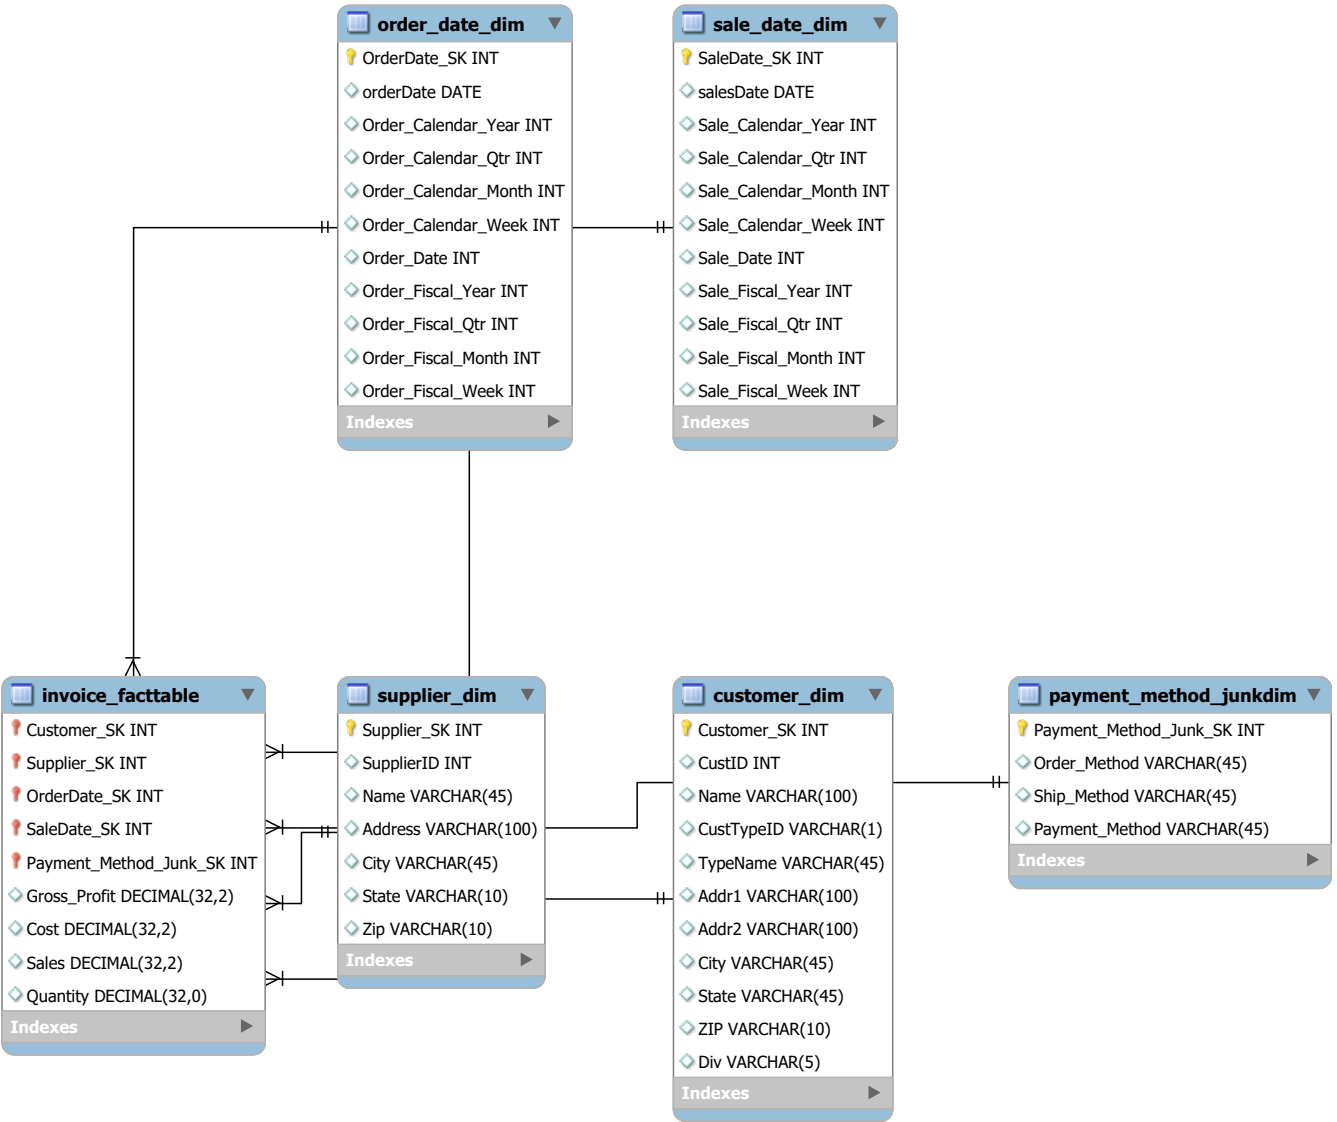 order_date_dim
OrderDate_SK INT
orderDate DATE
Order_Calendar_Year INT
Order_Calendar_Qtr INT
Order_Calendar_Month INT
Order_Calendar_Week INT
Order_Date INT
Order_Fiscal_Year INT
Order_Fiscal_Qtr INT
Order_Fiscal_Month INT
Order_Fiscal_Week INT
Indexes
sale_date_dim
SaleDate_SK INT
salesDate DATE
Sale_Calendar_Year INT
Sale_Calendar_Qtr INT
Sale_Calendar_Month INT
Sale_Calendar_Week INT
Sale_Date INT
Sale_Fiscal_Year INT
Sale_Fiscal_Qtr INT
Sale_Fiscal_Month INT
Sale_Fiscal_Week INT
Indexes
invoice_facttable
Customer_SK INT
Supplier_SK INT
OrderDate_SK INT
SaleDate_SK INT
Payment_Method_Junk_SK INT
Gross_Profit DECIMAL(32,2)
Cost DECIMAL(32,2)
Sales DECIMAL(32,2)
Quantity DECIMAL(32,0)
Indexes
supplier_dim
Supplier_SK INT
SupplierID INT
Name VARCHAR(45)
Address VARCHAR(100)
City VARCHAR(45)
State VARCHAR(10)
Zip VARCHAR(10)
Indexes
customer_dim
Customer_SK INT
CustID INT
Name VARCHAR(100)
CustTypeID VARCHAR(1)
TypeName VARCHAR(45)
Addr1 VARCHAR(100)
Addr2 VARCHAR(100)
City VARCHAR(45)
State VARCHAR(45)
ZIP VARCHAR(10)
Div VARCHAR(5)
Indexes
payment_method_junkdim
Payment_Method_Junk_SK INT
Order_Method VARCHAR(45)
Ship_Method VARCHAR(45)
Payment_Method VARCHAR(45)
Indexes